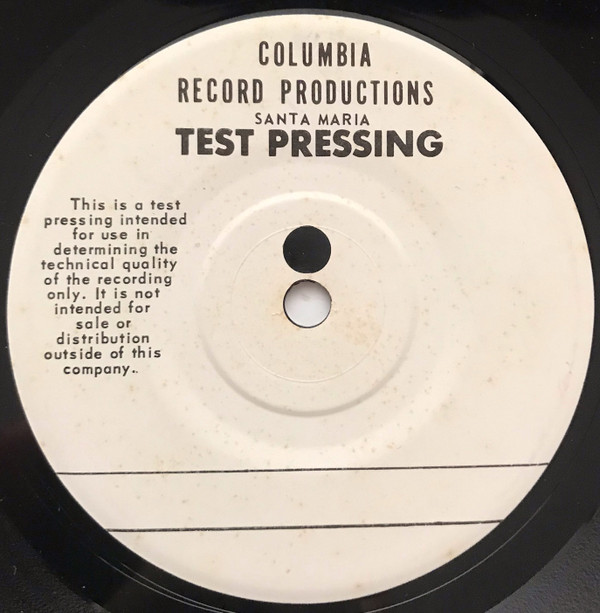 COLUMBIA
RECORD PRODUCTIONS
SANTA MARIA
TEST PRESSING
This is a test
pressing intended
for use in
determining the
technical quality
of the recording
only. It is not
intended for
sale or
distribution
outside of this
company..